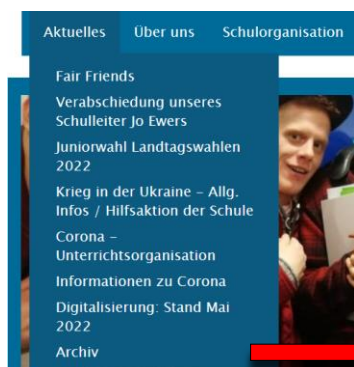 Aktuelles Über uns Schulorganisation
Fair Friends
Verabschiedung unseres
Schulleiter Jo Ewers
Juniorwahl Landtagswahlen
2022
Krieg in der Ukraine – Allg.
Infos / Hilfsaktion der Schule
Corona –
Unterrichtsorganisation
Informationen zu Corona
Digitalisierung: Stand Mai
2022
Archiv